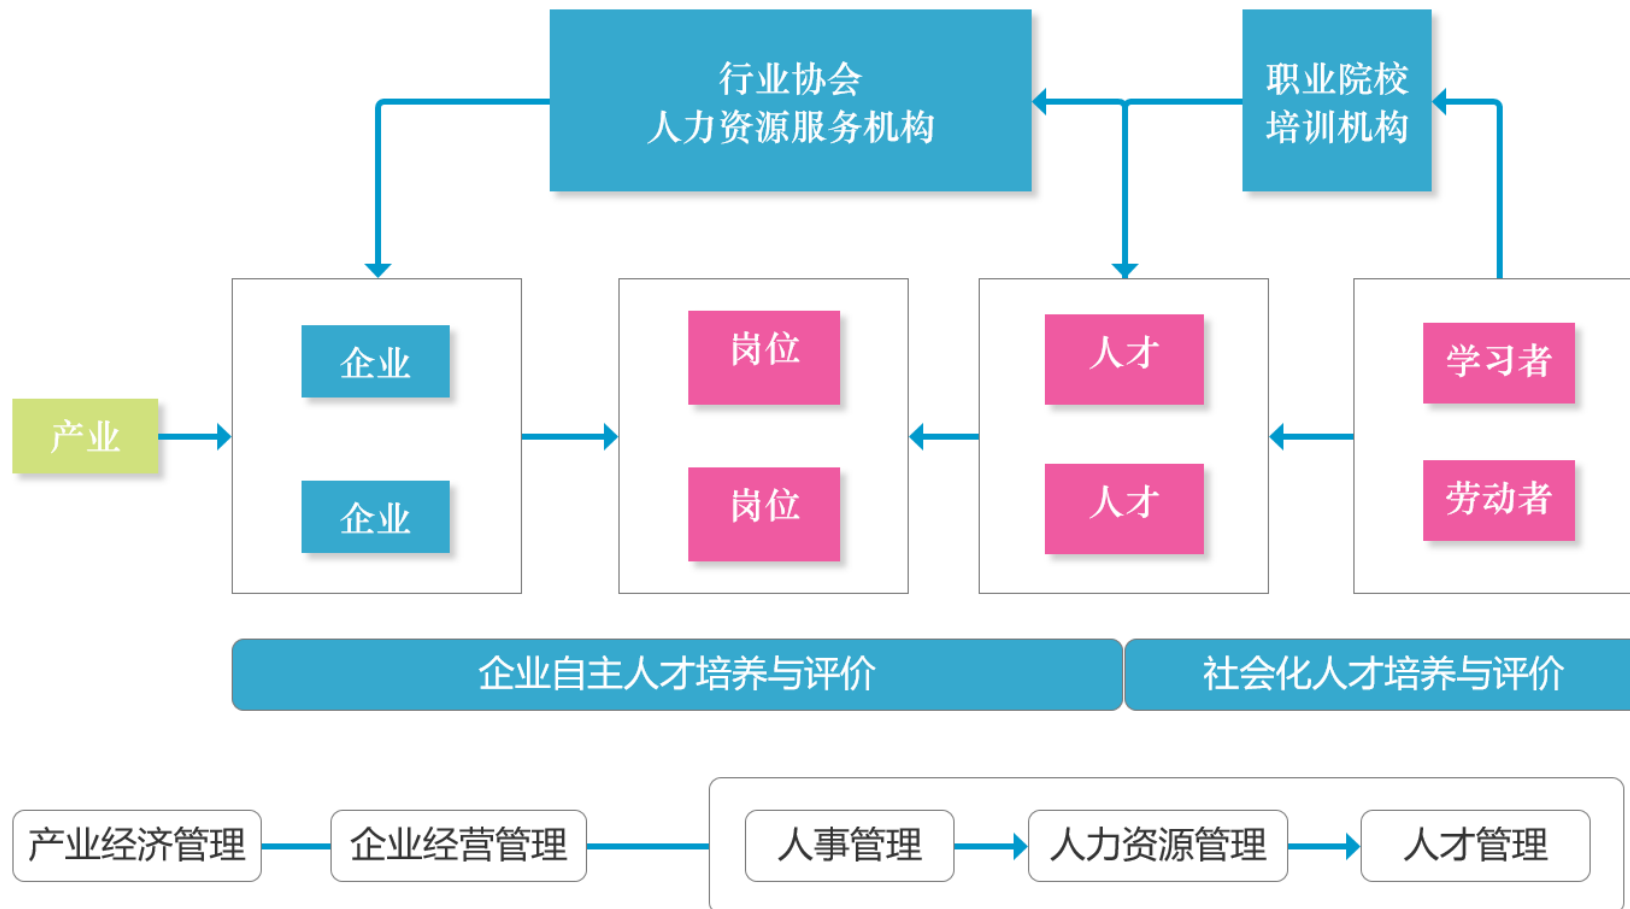 行业协会
人力资源服务机构
职业院校
培训机构
企业
岗位
人才
学习者
产业
企业
岗位
人才
劳动者
企业自主人才培养与评价
社会化人才培养与评价
产业经济管理
企业经营管理
人事管理
人力资源管理
人才管理